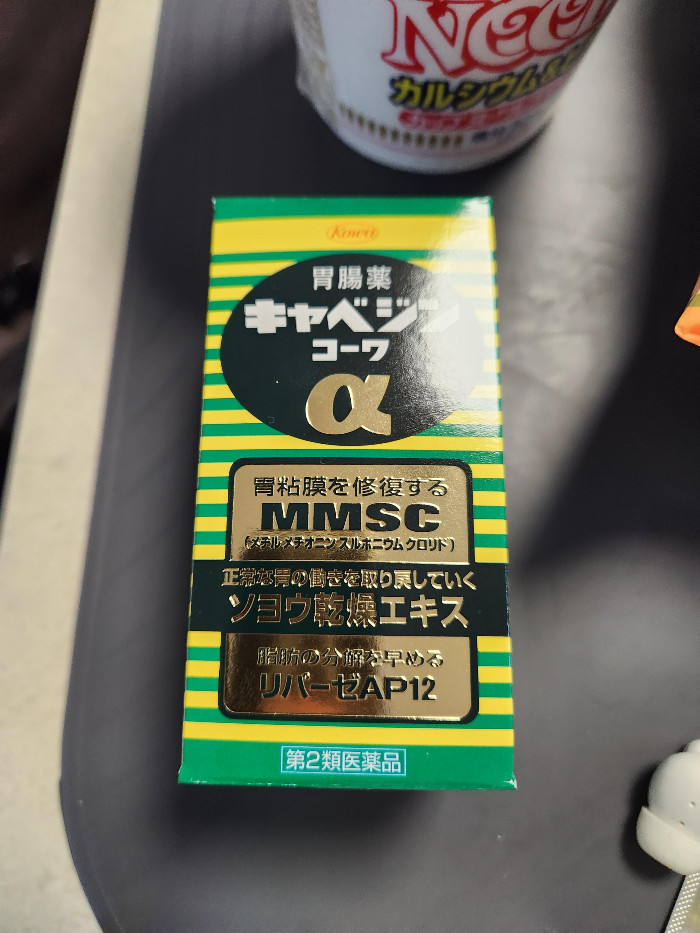 カルシウム&
Kowa
胃腸薬
キャベジン
コーワ
α
胃粘膜を修復する
MMSC
(メチルメチオニンスルホニウムクロリド)
正常な胃の働きを取り戻していく
ソヨウ乾燥エキス
脂肪の分解を早める
リパーゼAP12
第2類医薬品